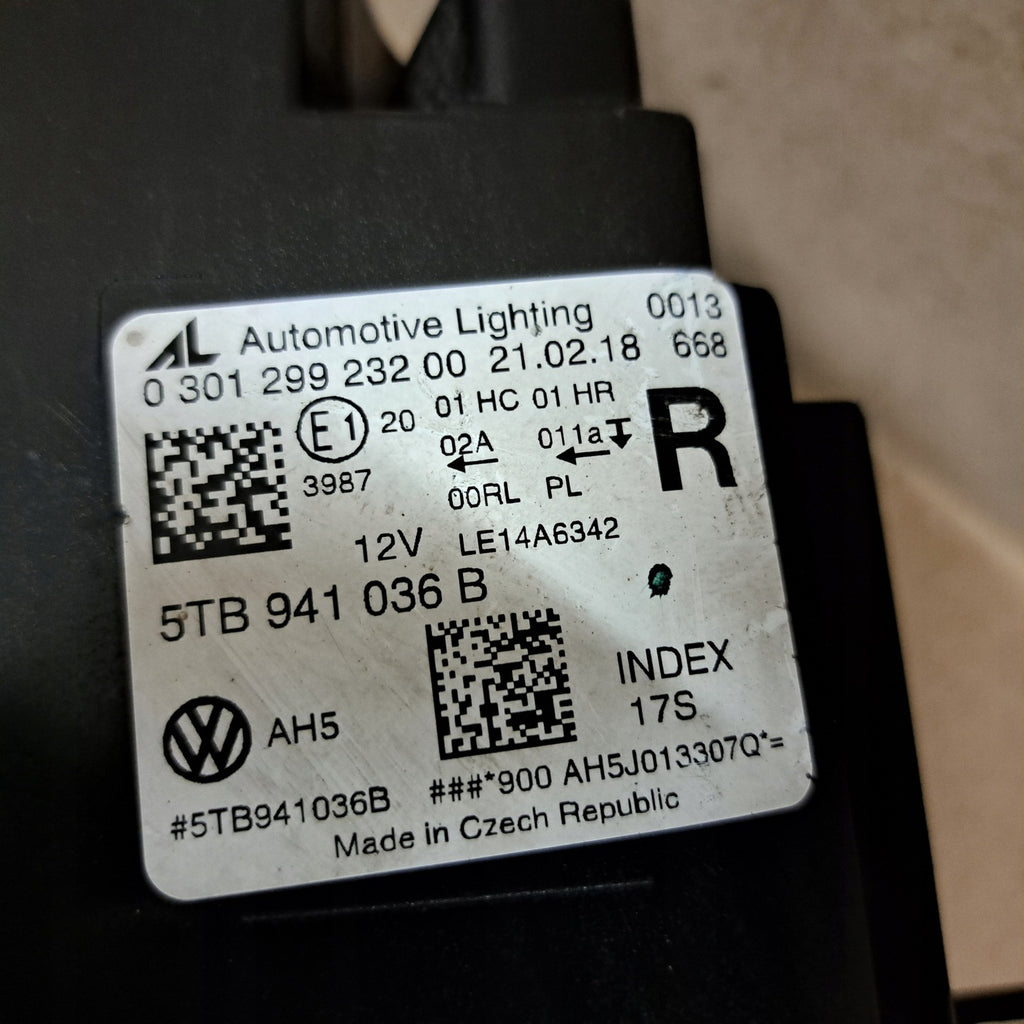 AL Automotive Lighting 0013
0 301 299 232 00 21.02.18 668
E1 20 01 HC 01 HR R
3987 02A 011a
00RL PL
12V LE14A6342
5TB 941 036 B
INDEX
17S
VW AH5
#5TB941036B ###*900 AH5J013307Q*=
Made in Czech Republic